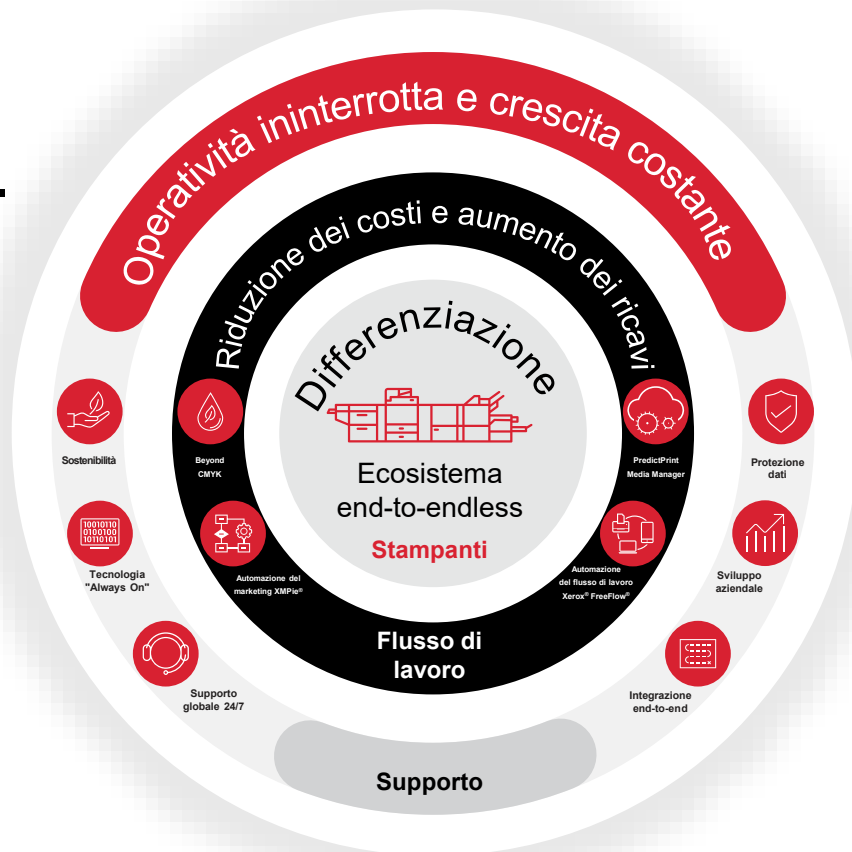 Operatività ininterrotta e crescita costante
Riduzione dei costi e aumento dei ricavi
Differenziazione
Ecosistema
end-to-endless
Stampanti
Sostenibilità
Beyond
CMYK
PredictPrint
Media Manager
Protezione
dati
10010110
0100100
10110101
Tecnologia
"Always On"
Automazione del
marketing XMPie®
Automazione
del flusso di lavoro
Xerox® FreeFlow®
Sviluppo
aziendale
Flusso di
lavoro
Supporto
globale 24/7
Integrazione
end-to-end
Supporto